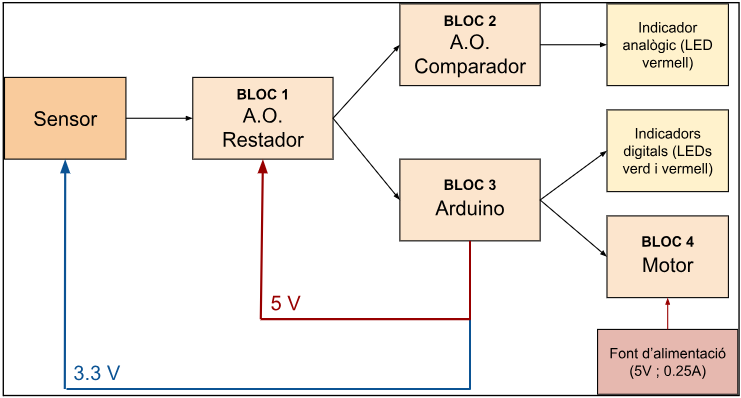 Sensor
BLOC 1
A.O.
Restador
BLOC 2
A.O.
Comparador
Indicador
analògic (LED
vermell)
BLOC 3
Arduino
Indicadors
digitals (LEDs
verd i vermell)
BLOC 4
Motor
Font d'alimentació
(5V ; 0.25A)
5 V
3.3 V